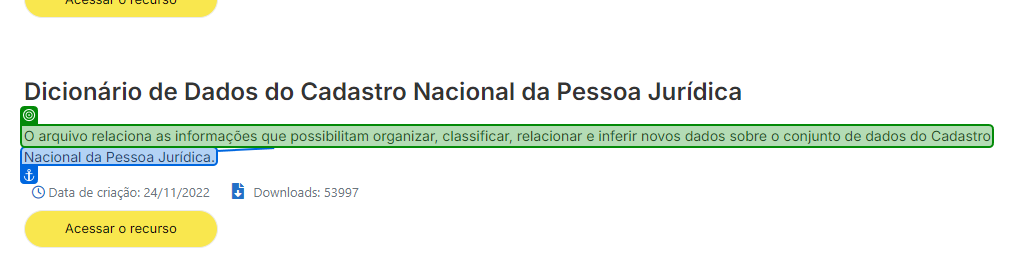 Acessar o recurso
Dicionário de Dados do Cadastro Nacional da Pessoa Jurídica
O arquivo relaciona as informações que possibilitam organizar, classificar, relacionar e inferir novos dados sobre o conjunto de dados do Cadastro
Nacional da Pessoa Jurídica.
Data de criação: 24/11/2022 Downloads: 53997
Acessar o recurso